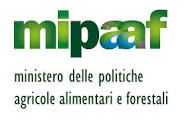 mipaaf
ministero delle politiche
agricole alimentari e forestali